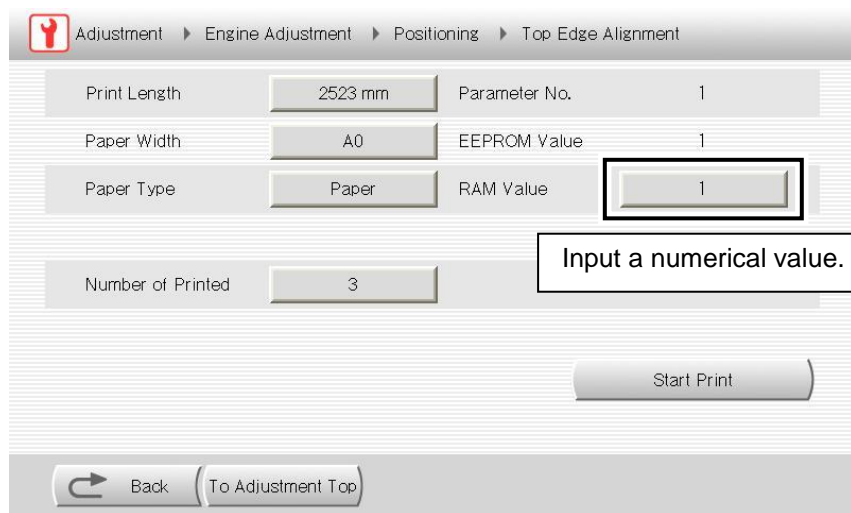 Adjustment ▶ Engine Adjustment ▶ Positioning ▶ Top Edge Alignment
Print Length 2523 mm Parameter No. 1
Paper Width A0 EEPROM Value 1
Paper Type Paper RAM Value 1
Input a numerical value.
Number of Printed 3
Start Print
Back To Adjustment Top